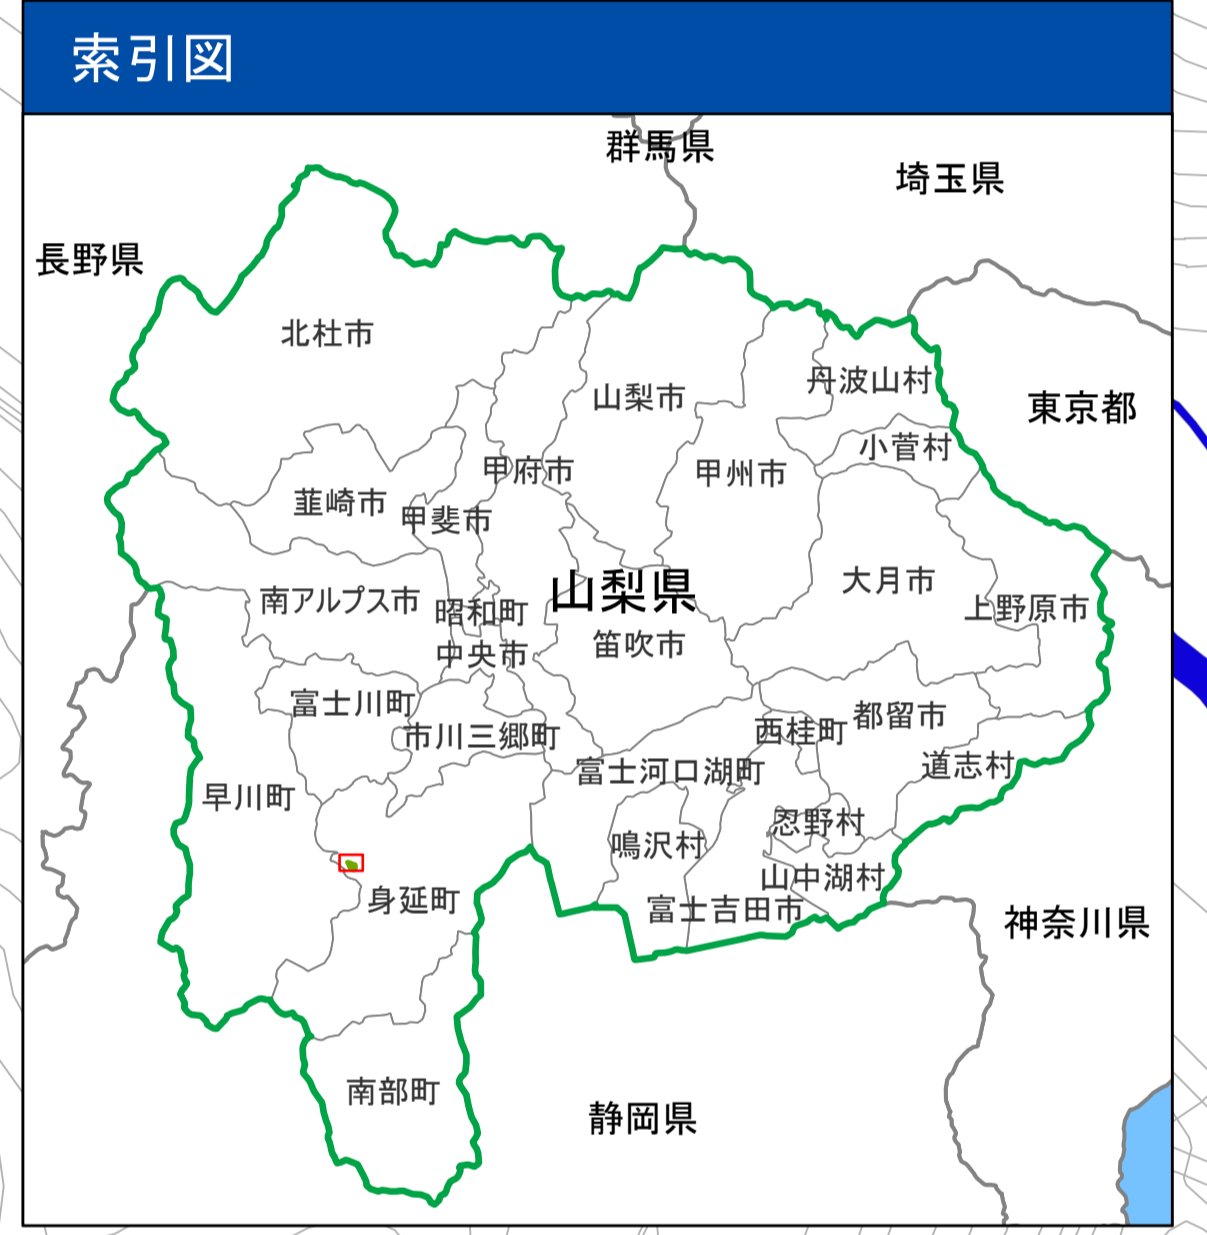 索引図
群馬県
埼玉県
長野県
北杜市
丹波山村
山梨市
東京都
小菅村
甲府市
甲州市
韮崎市
甲斐市
大月市
山梨県
南アルプス市
昭和町
上野原市
笛吹市
中央市
富士川町
都留市
西桂町
市川三郷町
道志村
富士河口湖町
早川町
忍野村
鳴沢村
山中湖村
身延町
富士吉田市
神奈川県
南部町
静岡県